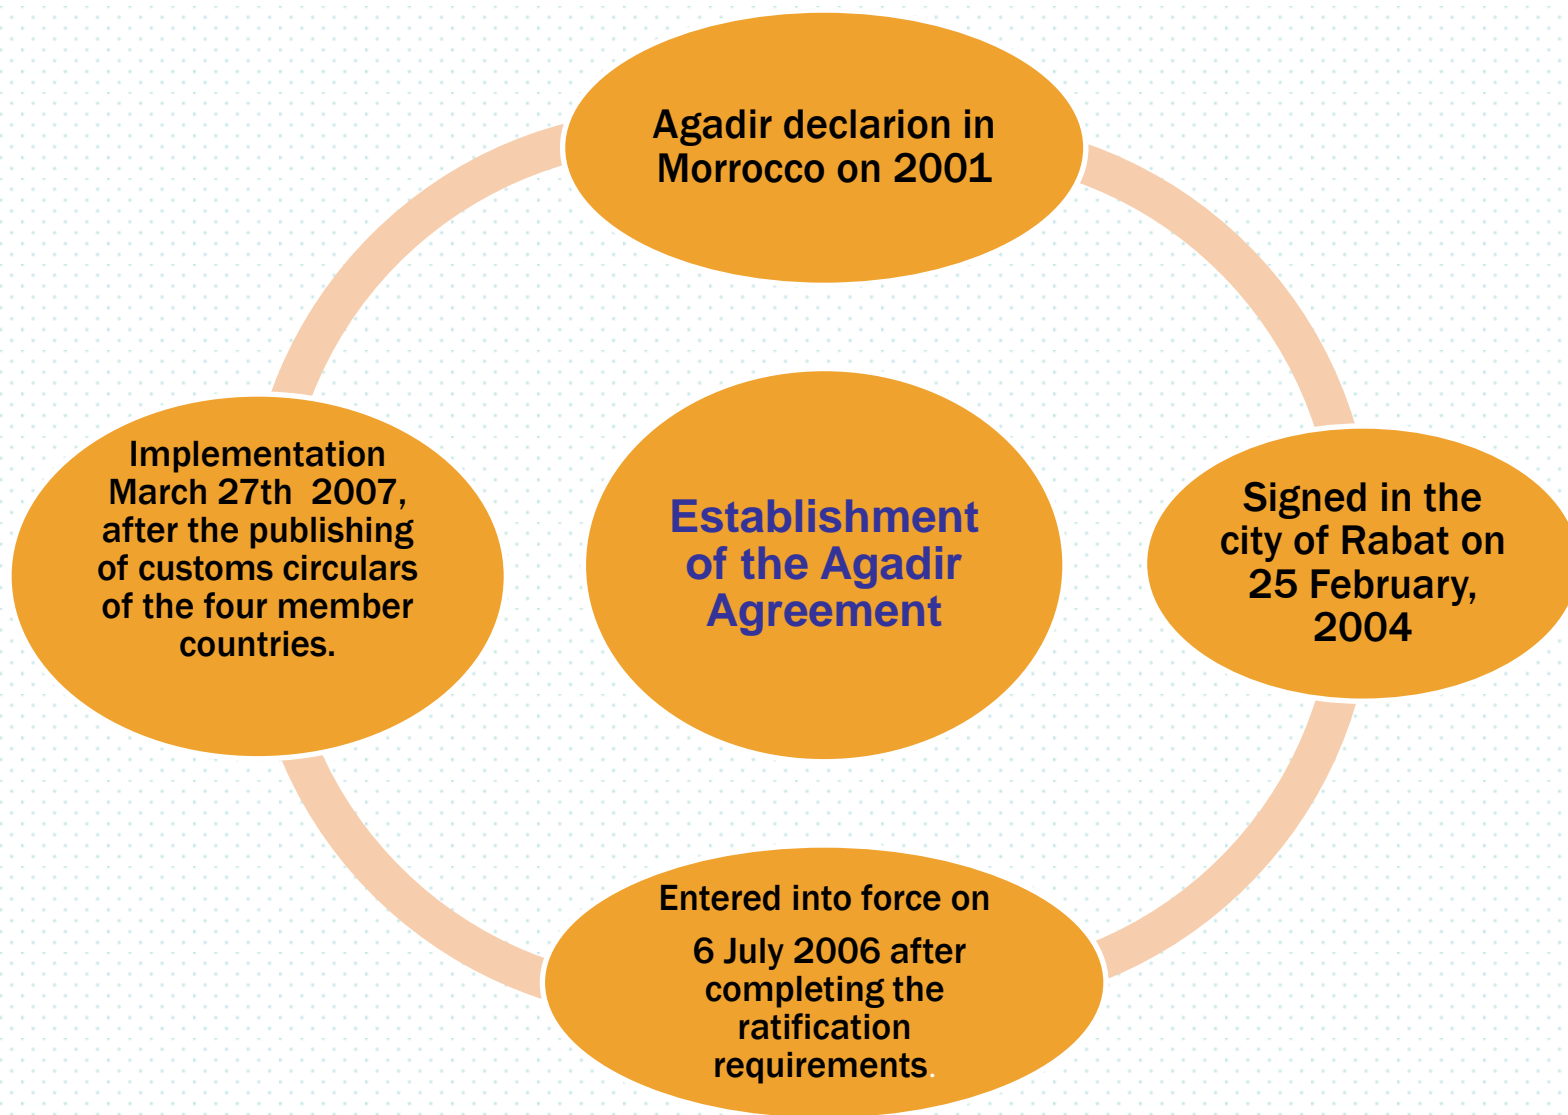 Agadir declarion in
Morrocco on 2001
Implementation
March 27th  2007,
after the publishing
of customs circulars
of the four member
countries.
Establishment
of the Agadir
Agreement
Signed in the
city of Rabat on
25 February,
2004
Entered into force on
6 July 2006 after
completing the
ratification
requirements.